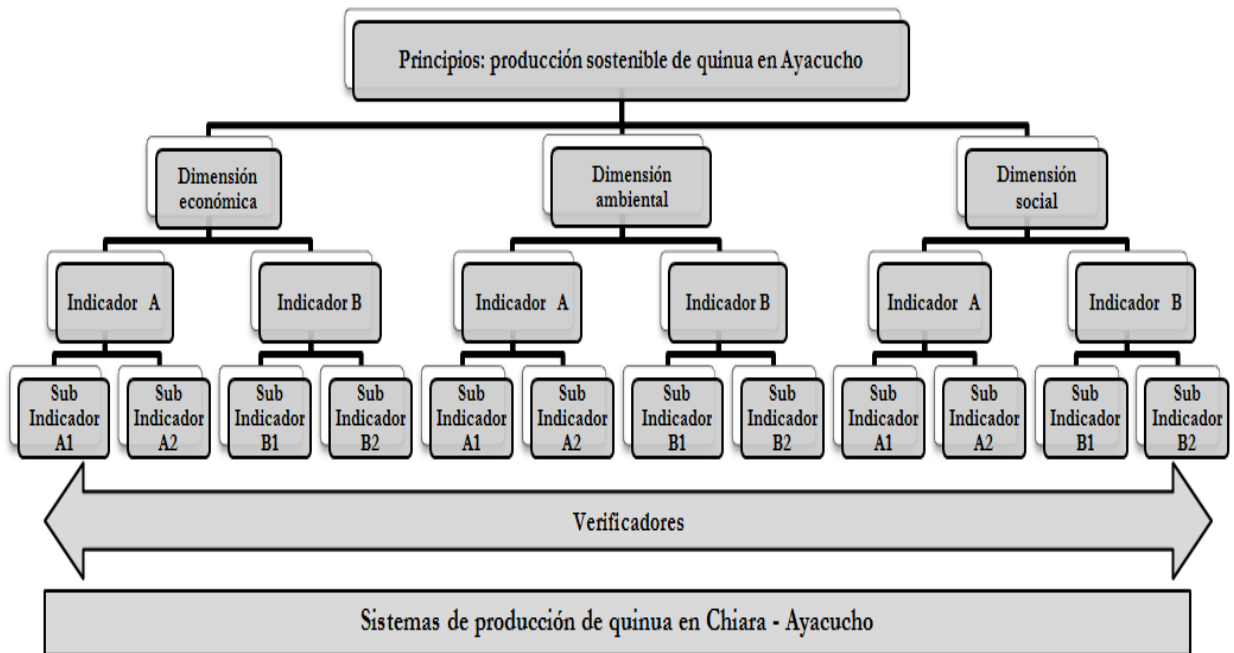 Principios: producción sostenible de quinua en Ayacucho
Dimensión
económica
Dimensión
ambiental
Dimensión
social
Indicador A
Indicador B
Indicador A
Indicador B
Indicador A
Indicador B
Sub
Indicador
A1
Sub
Indicador
A2
Sub
Indicador
B1
Sub
Indicador
B2
Sub
Indicador
A1
Sub
Indicador
A2
Sub
Indicador
B1
Sub
Indicador
B2
Sub
Indicador
A1
Sub
Indicador
A2
Sub
Indicador
B1
Sub
Indicador
B2
Verificadores
Sistemas de producción de quinua en Chiara - Ayacucho